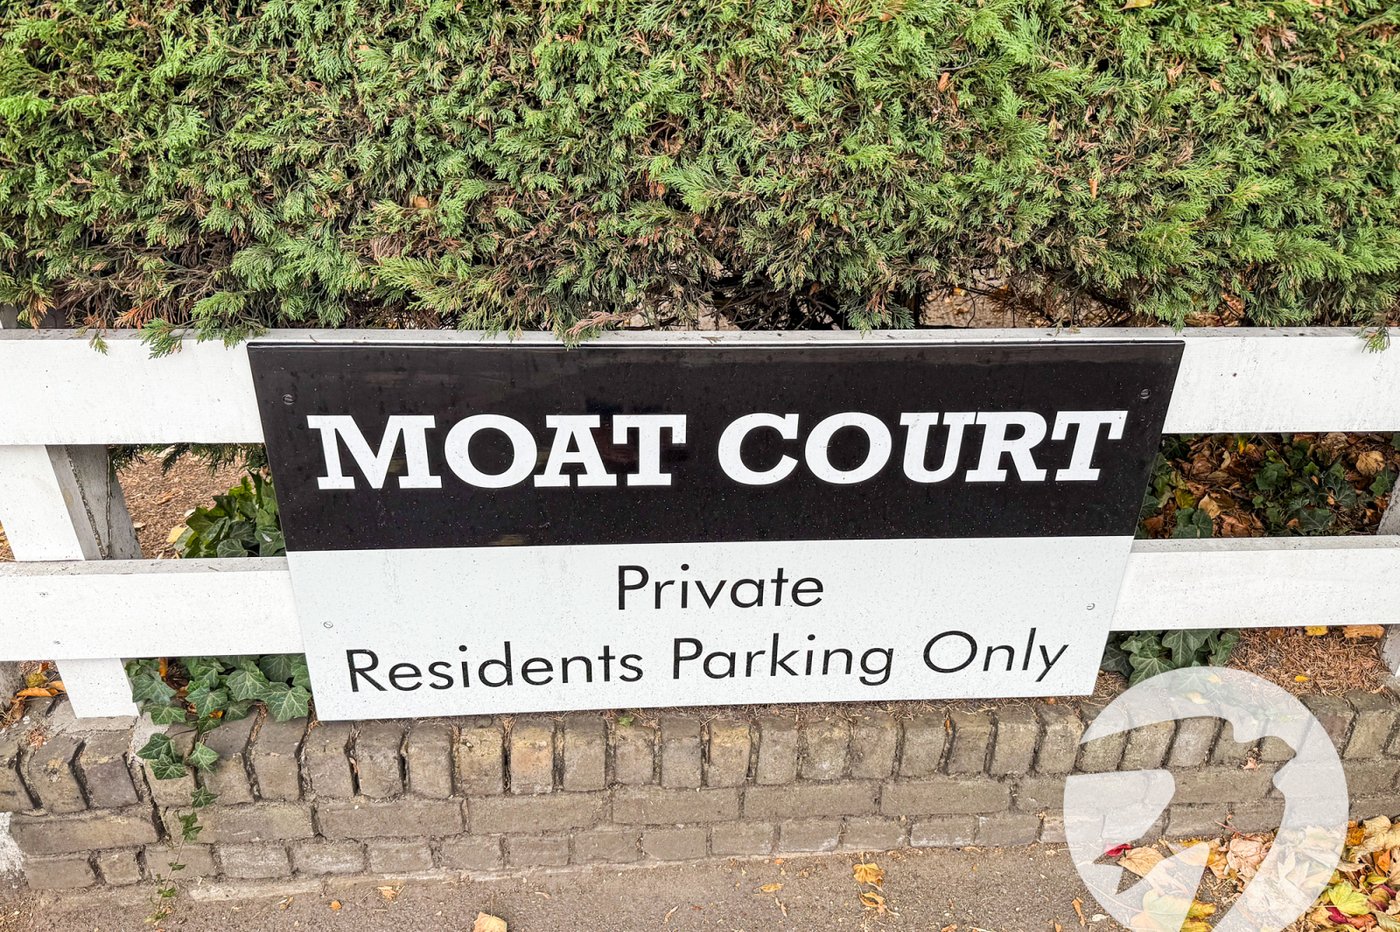 MOAT COURT
Private
Residents Parking Only